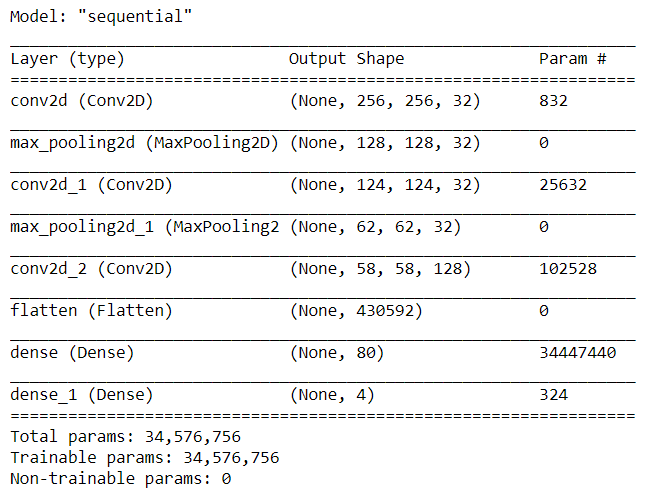 Model: "sequential"
_________________________________________________________________
Layer (type)                 Output Shape              Param #
=================================================================
conv2d (Conv2D)              (None, 256, 256, 32)      832
_________________________________________________________________
max_pooling2d (MaxPooling2D) (None, 128, 128, 32)      0
_________________________________________________________________
conv2d_1 (Conv2D)            (None, 124, 124, 32)      25632
_________________________________________________________________
max_pooling2d_1 (MaxPooling2 (None, 62, 62, 32)        0
_________________________________________________________________
conv2d_2 (Conv2D)            (None, 58, 58, 128)       102528
_________________________________________________________________
flatten (Flatten)            (None, 430592)            0
_________________________________________________________________
dense (Dense)                (None, 80)                34447440
_________________________________________________________________
dense_1 (Dense)              (None, 4)                 324
=================================================================
Total params: 34,576,756
Trainable params: 34,576,756
Non-trainable params: 0